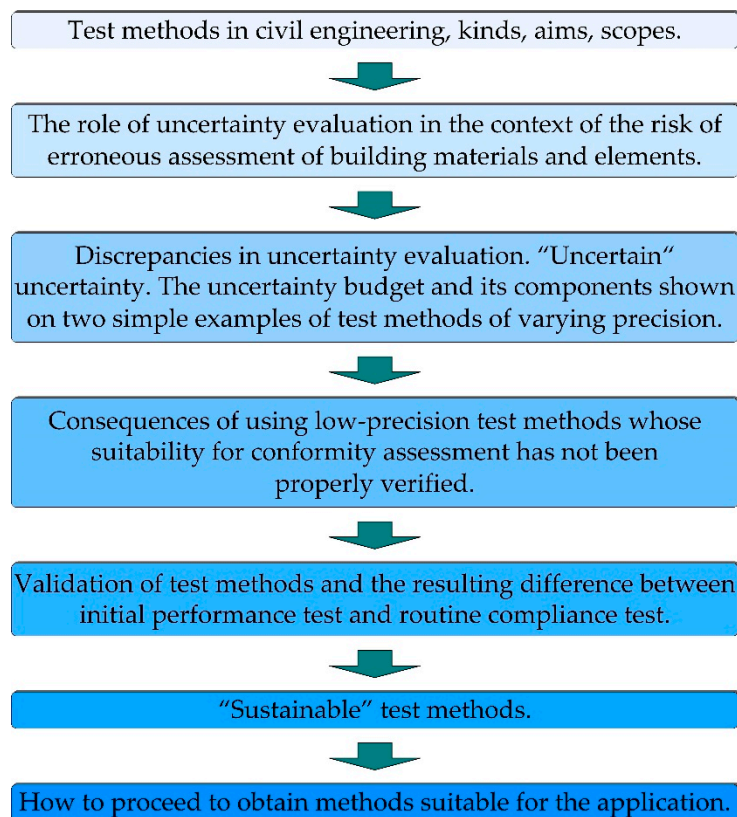 Test methods in civil engineering, kinds, aims, scopes.
The role of uncertainty evaluation in the context of the risk of
erroneous assessment of building materials and elements.
Discrepancies in uncertainty evaluation. “Uncertain“
uncertainty. The uncertainty budget and its components shown
on two simple examples of test methods of varying precision.
Consequences of using low-precision test methods whose
suitability for conformity assessment has not been
properly verified.
Validation of test methods and the resulting difference between
initial performance test and routine compliance test.
“Sustainable” test methods.
How to proceed to obtain methods suitable for the application.